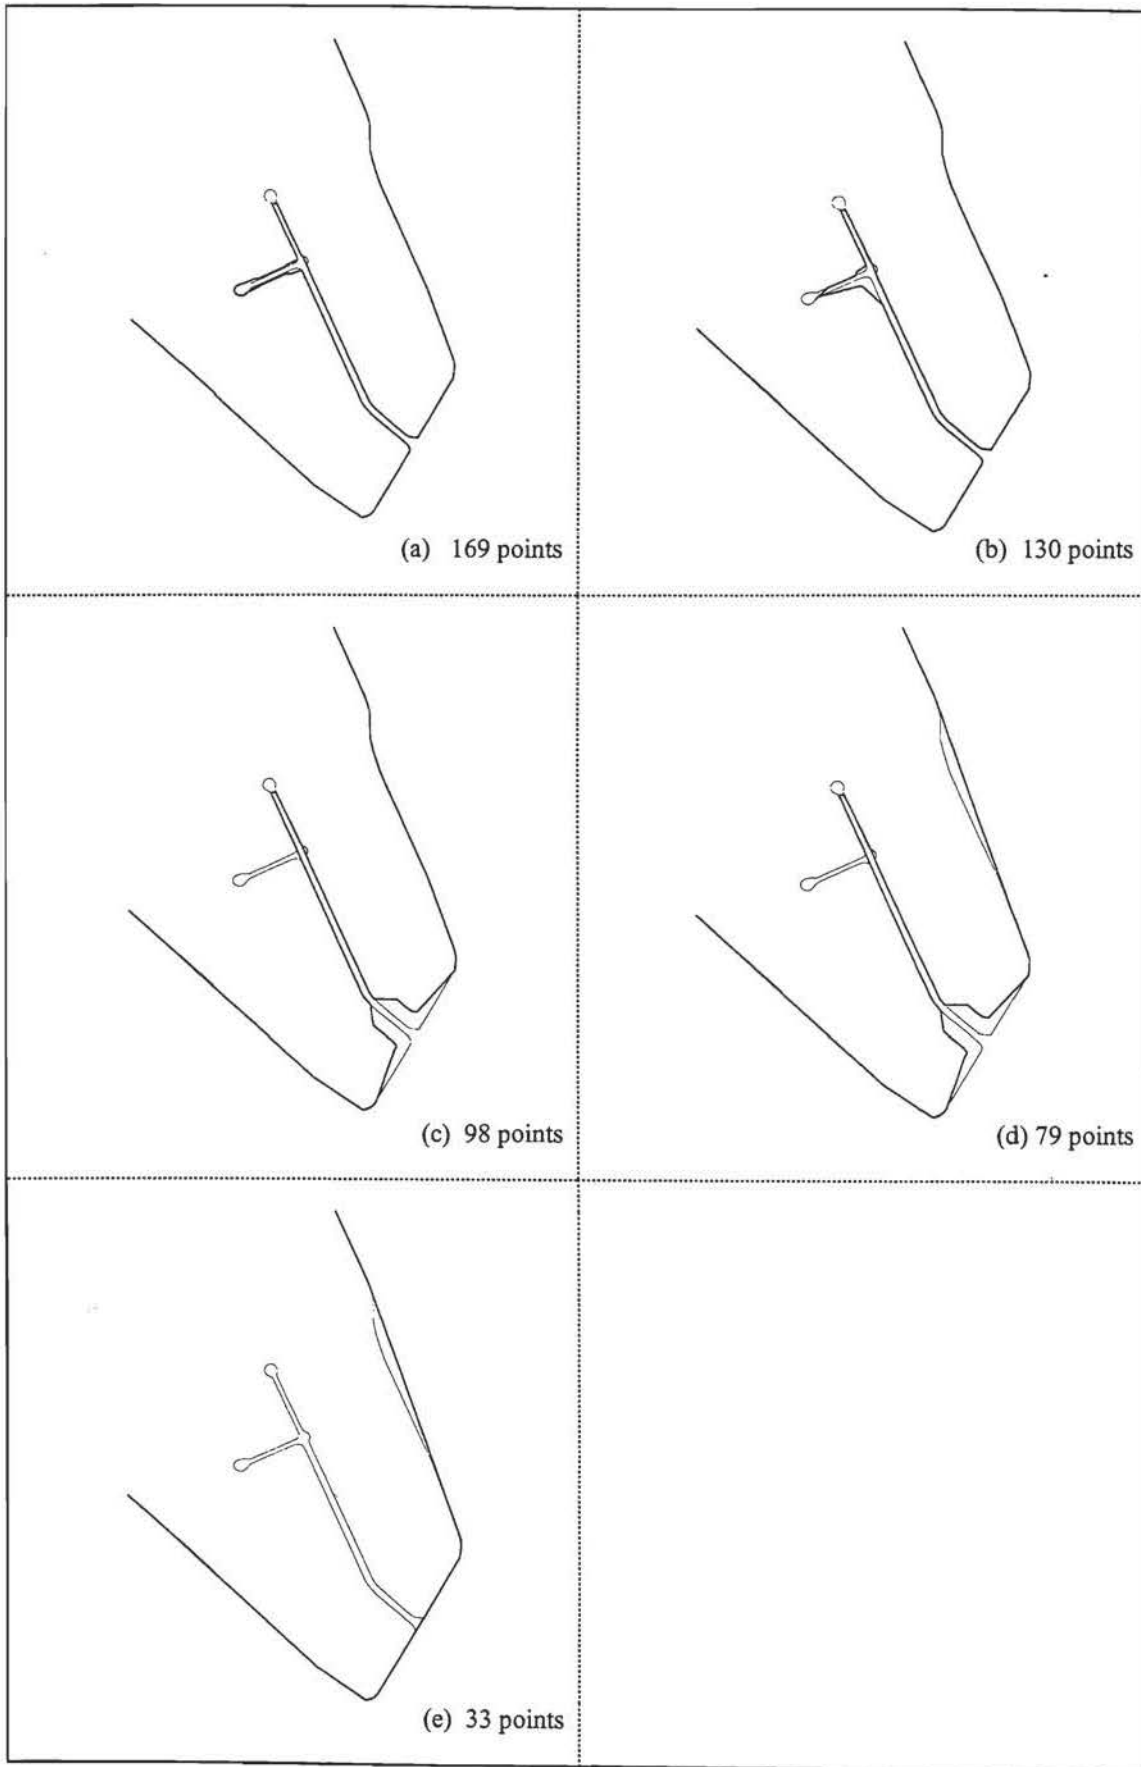 (a) 169 points
(b) 130 points
(c) 98 points
(d) 79 points
(e) 33 points